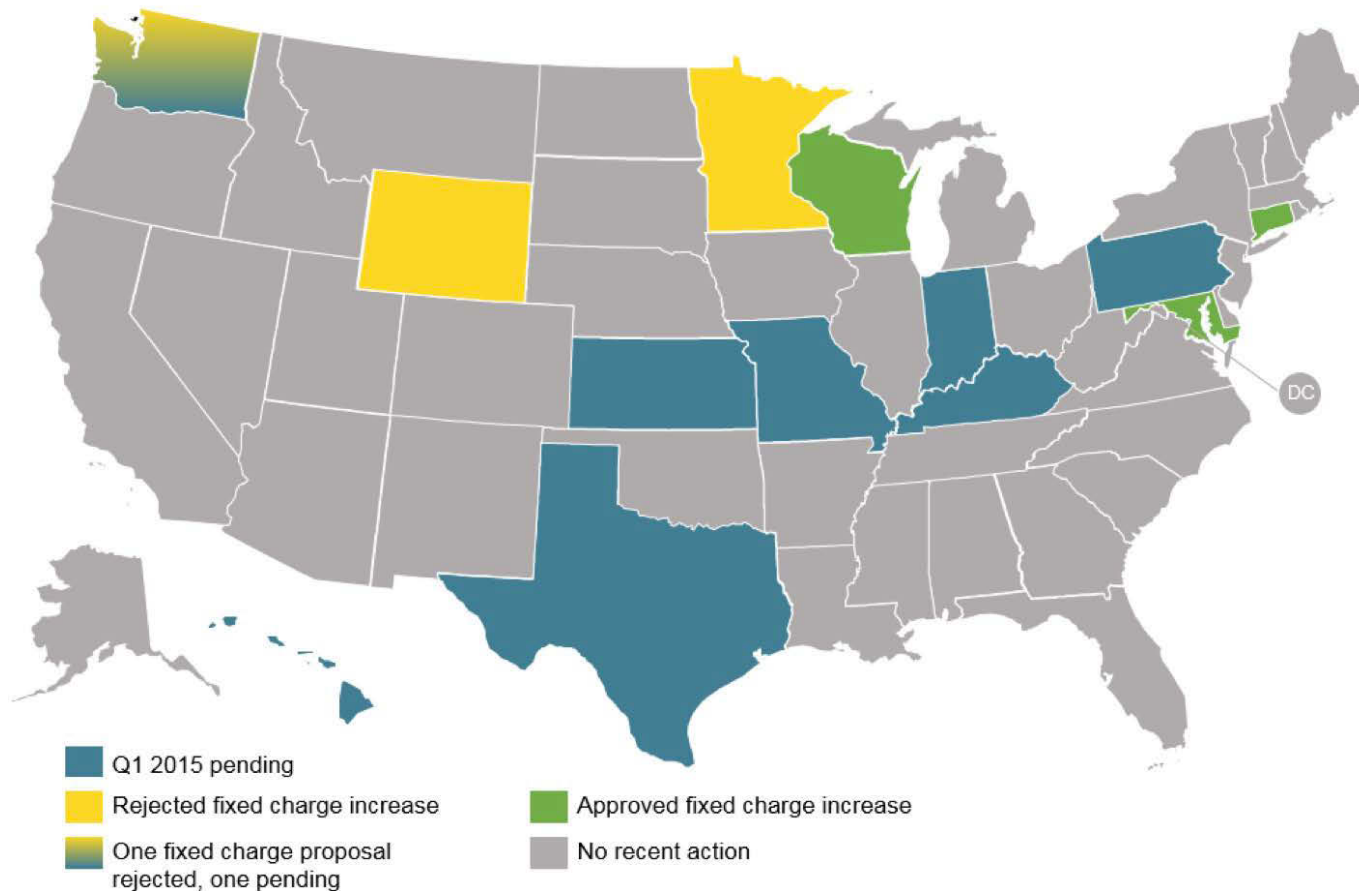 DC
Q1 2015 pending
Rejected fixed charge increase
Approved fixed charge increase
One fixed charge proposal
rejected, one pending
No recent action